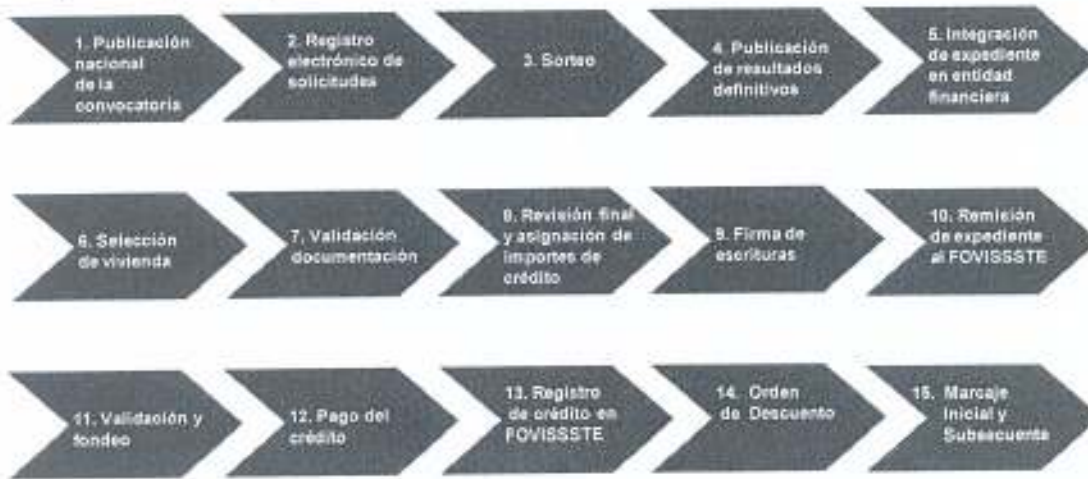 1. Publicación
nacional
de la
convocatoria
2. Registro
electrónico de
solicitudes
3. Sorteo
4. Publicación
de resultados
definitivos
5. Integración
de expediente
en entidad
financiera
6. Selección
de vivienda
7. Validación
documentación
8. Revisión final
y asignación de
importes de
crédito
9. Firma de
escrituras
10. Remisión
de expediente
al FOVISSSTE
11. Validación y
fondeo
12. Pago del
crédito
13. Registro
de crédito en
FOVISSSTE
14. Orden
de Descuento
15. Marcaje
Inicial y
Subsecuente